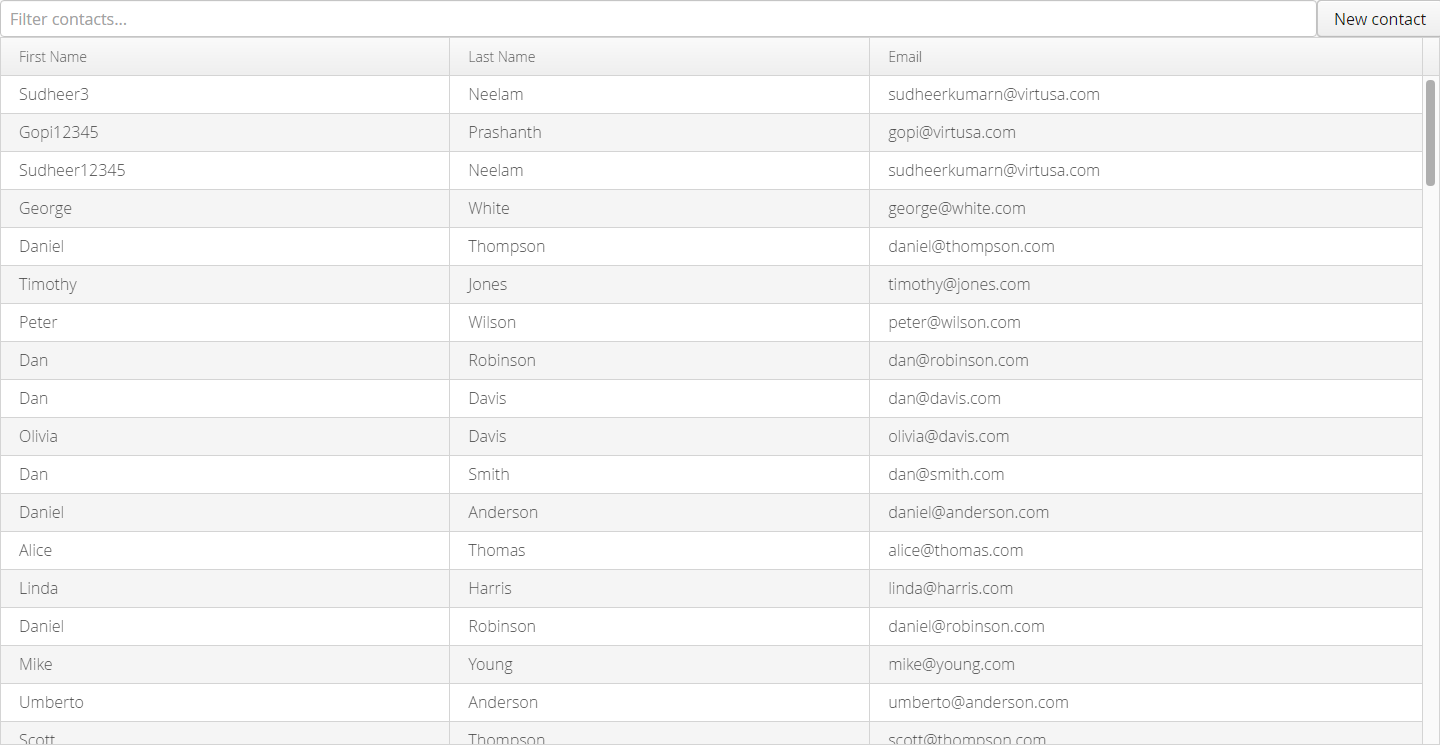 Filter contacts... New contact
First Name Last Name Email
Sudheer3 Neelam sudheerkumarn@virtusa.com
Gopi12345 Prashanth gopi@virtusa.com
Sudheer12345 Neelam sudheerkumarn@virtusa.com
George White george@white.com
Daniel Thompson daniel@thompson.com
Timothy Jones timothy@jones.com
Peter Wilson peter@wilson.com
Dan Robinson dan@robinson.com
Dan Davis dan@davis.com
Olivia Davis olivia@davis.com
Dan Smith dan@smith.com
Daniel Anderson daniel@anderson.com
Alice Thomas alice@thomas.com
Linda Harris linda@harris.com
Daniel Robinson daniel@robinson.com
Mike Young mike@young.com
Umberto Anderson umberto@anderson.com
Scott Thompson scott@thompson.com